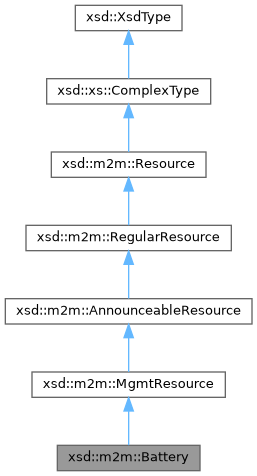 xsd::XsdType
xsd::xs::ComplexType
xsd::m2m::Resource
xsd::m2m::RegularResource
xsd::m2m::AnnounceableResource
xsd::m2m::MgmtResource
xsd::m2m::Battery